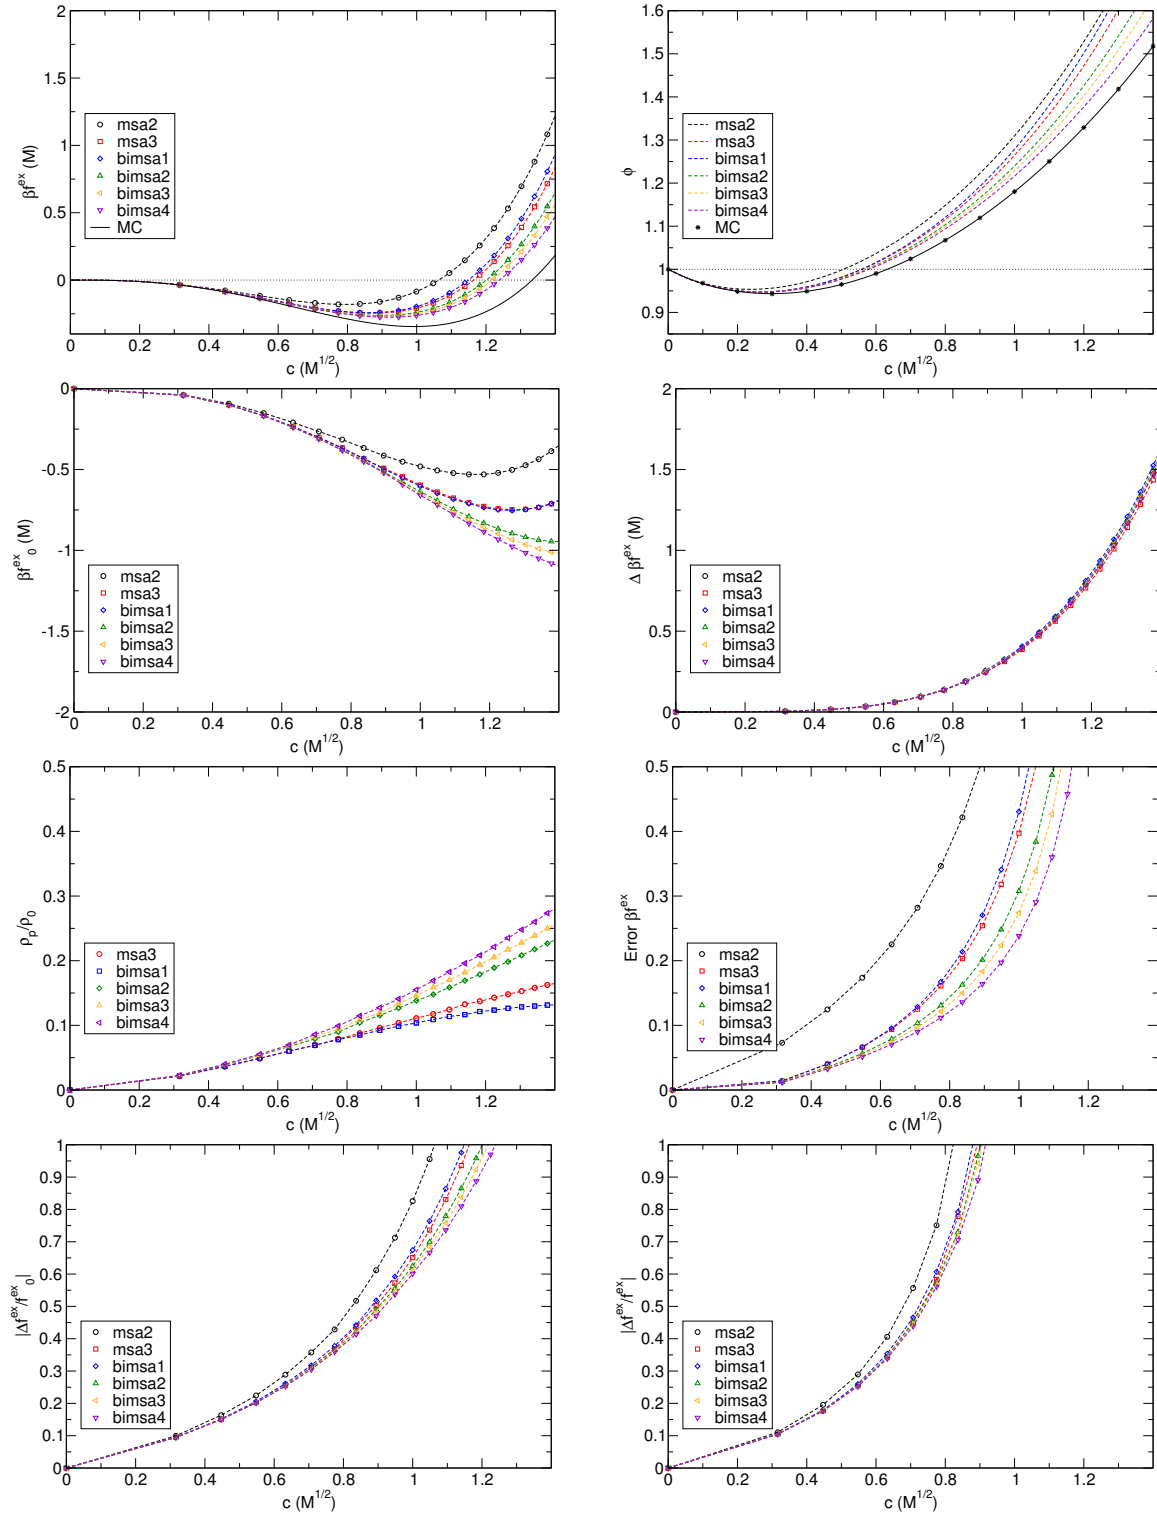 2
1.5
1
0.5
0
βf^ex (M)
msa2
msa3
bimsa1
bimsa2
bimsa3
bimsa4
MC
0 0.2 0.4 0.6 0.8 1 1.2
c (M^1/2)
1.6
1.5
1.4
1.3
1.2
1.1
1
0.9
ϕ
msa2
msa3
bimsa1
bimsa2
bimsa3
bimsa4
MC
0 0.2 0.4 0.6 0.8 1 1.2
c (M^1/2)
0
-0.5
-1
-1.5
-2
βf^ex_0 (M)
msa2
msa3
bimsa1
bimsa2
bimsa3
bimsa4
0 0.2 0.4 0.6 0.8 1 1.2
c (M^1/2)
2
1.5
1
0.5
0
Δ βf^ex (M)
msa2
msa3
bimsa1
bimsa2
bimsa3
bimsa4
0 0.2 0.4 0.6 0.8 1 1.2
c (M^1/2)
0.5
0.4
0.3
0.2
0.1
0
ρ_p/ρ_0
msa3
bimsa1
bimsa2
bimsa3
bimsa4
0 0.2 0.4 0.6 0.8 1 1.2
c (M^1/2)
0.5
0.4
0.3
0.2
0.1
0
Error βf^ex
msa2
msa3
bimsa1
bimsa2
bimsa3
bimsa4
0 0.2 0.4 0.6 0.8 1 1.2
c (M^1/2)
1
0.9
0.8
0.7
0.6
0.5
0.4
0.3
0.2
0.1
0
|Δf^ex/f^ex_0|
msa2
msa3
bimsa1
bimsa2
bimsa3
bimsa4
0 0.2 0.4 0.6 0.8 1 1.2
c (M^1/2)
1
0.9
0.8
0.7
0.6
0.5
0.4
0.3
0.2
0.1
0
|Δf^ex/f^ex|
msa2
msa3
bimsa1
bimsa2
bimsa3
bimsa4
0 0.2 0.4 0.6 0.8 1 1.2
c (M^1/2)